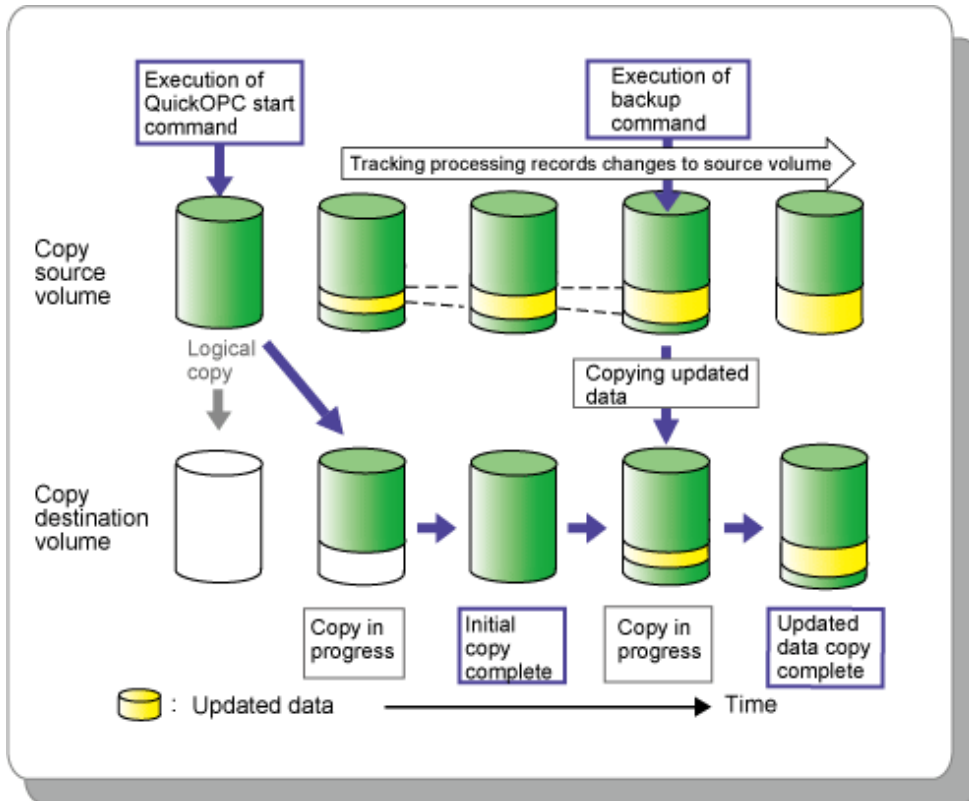 Execution of
QuickOPC start
command
Execution of
backup
command
Tracking processing records changes to source volume
Copy
source
volume
Logical
copy
Copying updated
data
Copy
destination
volume
Copy in
progress
Initial
copy
complete
Copy in
progress
Updated
data copy
complete
: Updated data
Time